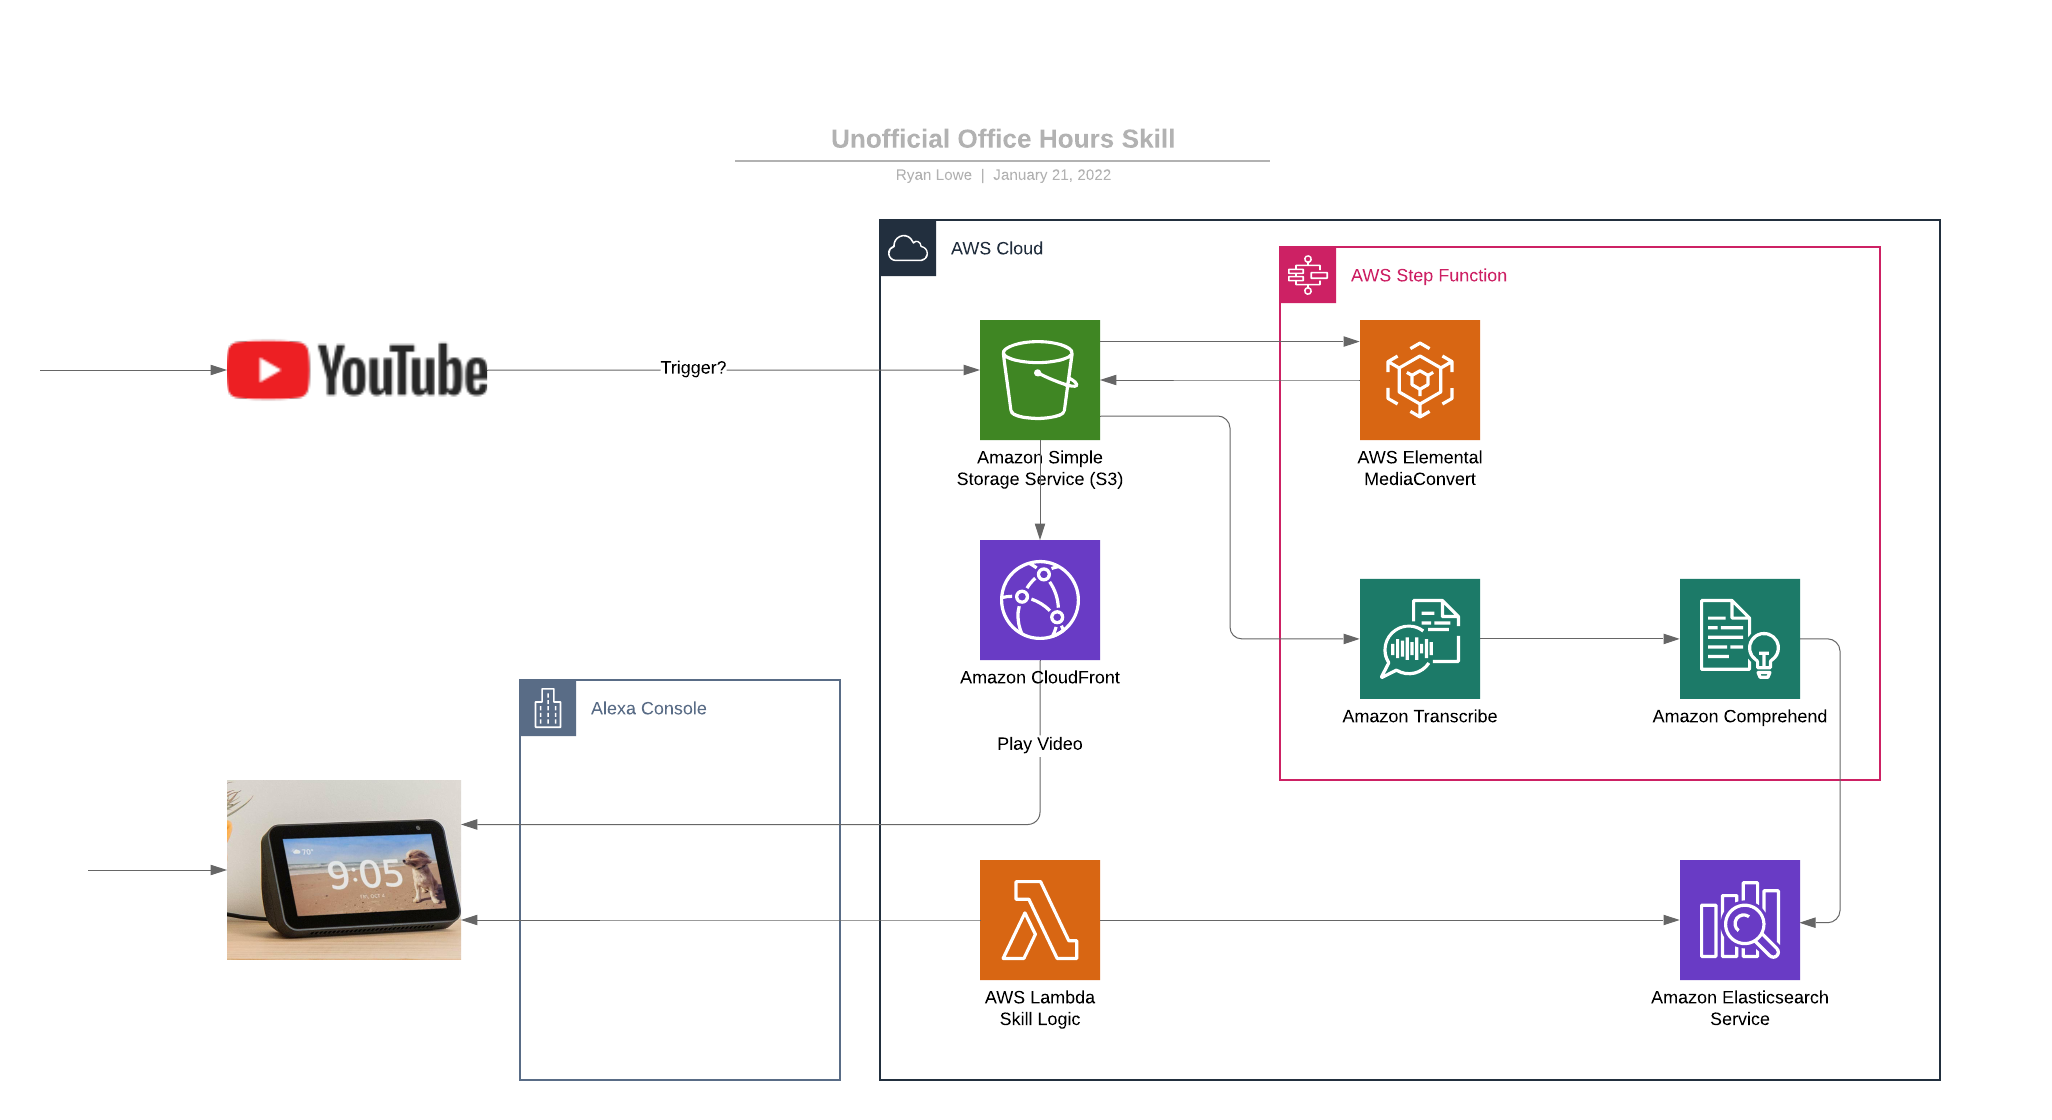 Unofficial Office Hours Skill
Ryan Lowe | January 21, 2022
AWS Cloud
AWS Step Function
YouTube
Trigger?
Amazon Simple
Storage Service (S3)
AWS Elemental
MediaConvert
Amazon CloudFront
Alexa Console
Amazon Transcribe
Amazon Comprehend
Play Video
70°
9:05
AWS Lambda
Skill Logic
Amazon Elasticsearch
Service